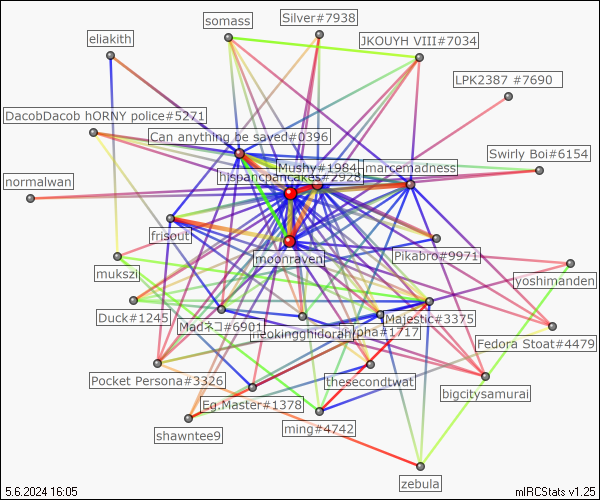 somass
Silver#7938
eliakith
JKOUYH VIII#7034
LPK2387 #7690
DacobDacob hORNY police#5271
Can anything be saved#0396
Swirly Boi#6154
Mushy#1984
marcemadness
hispancpancakes#2928
normalwan
frisout
moonraven
Pikabro#9971
mukszi
yoshimanden
Duck#1245
Madネコ#6901
neokingghidorah
pha#1717
Majestic#3375
Fedora Stoat#4479
Pocket Persona#3326
thesecondtwat
bigcitysamurai
Eg.Master#1378
shawntee9
ming#4742
zebula
5.6.2024 16:05
mIRCStats v1.25